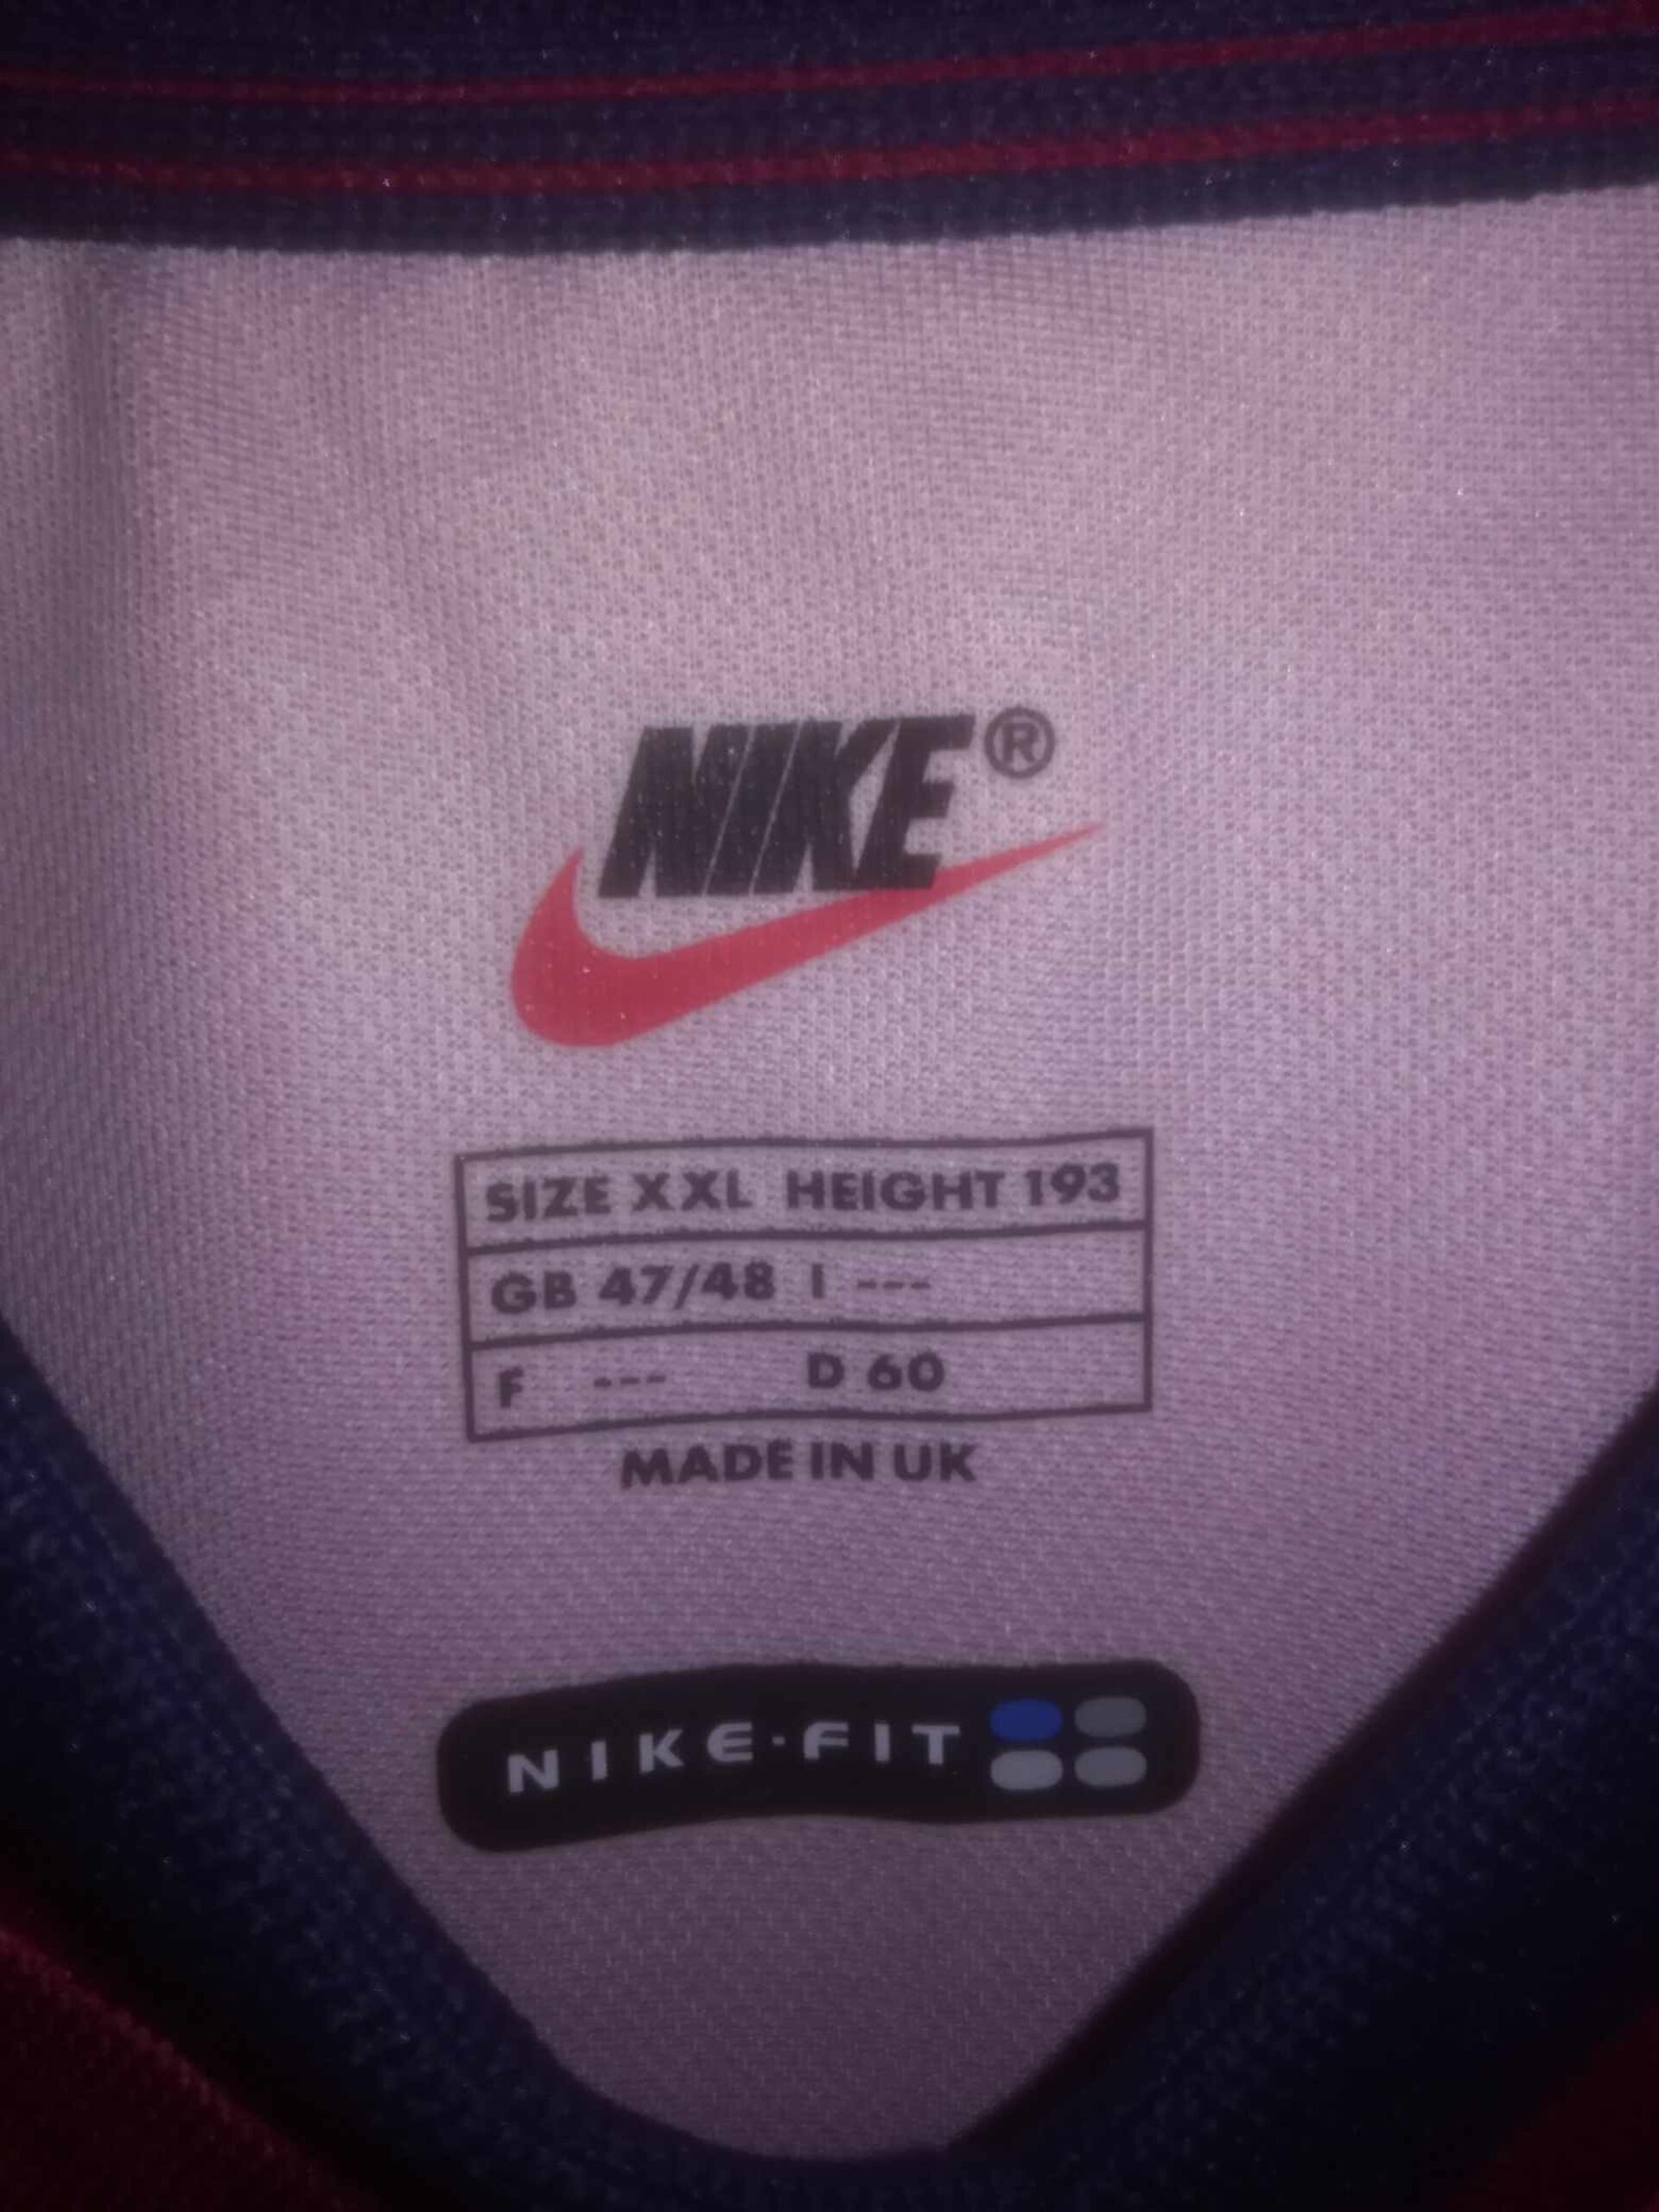 NIKE®
SIZE XXL HEIGHT 193
GB 47/48 I ---
F --- D 60
MADE IN UK
NIKE·FIT